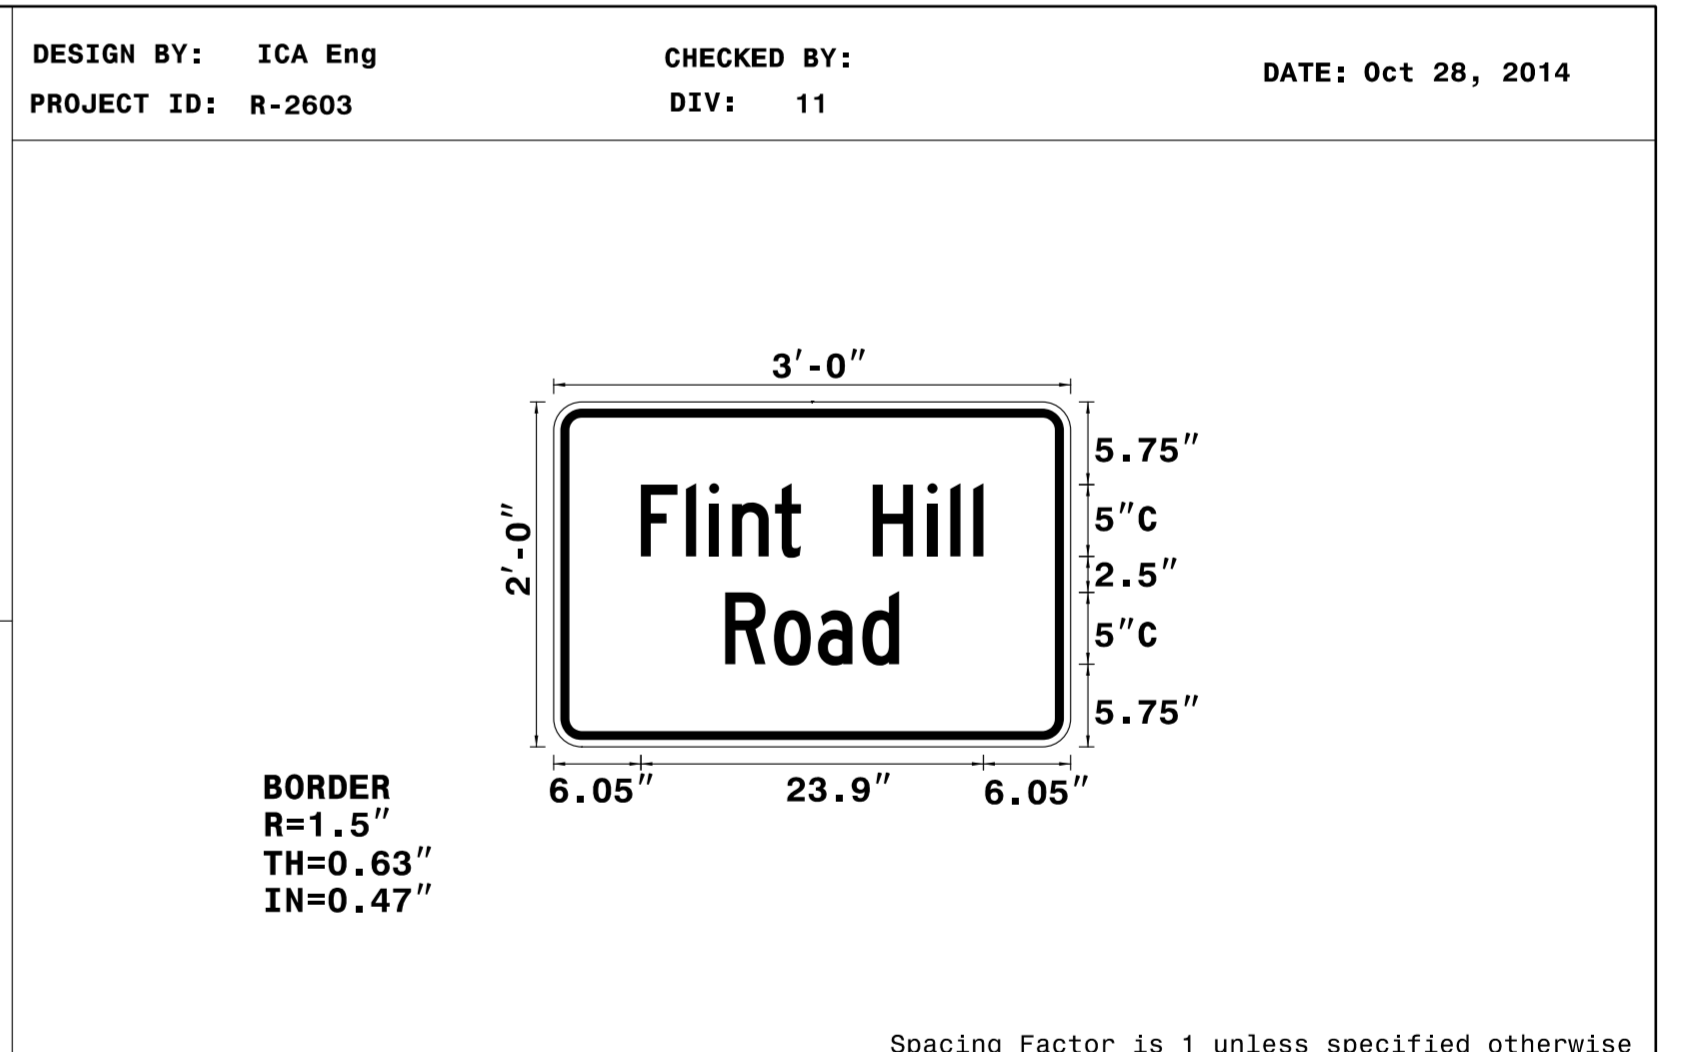 DESIGN BY: ICA Eng CHECKED BY: DATE: Oct 28, 2014
PROJECT ID: R-2603 DIV: 11
3'-0"
2'-0"
5.75"
Flint Hill
5"C
2.5"
Road
5"C
5.75"
6.05" 23.9" 6.05"
BORDER
R=1.5"
TH=0.63"
IN=0.47"
Spacing Factor is 1 unless specified otherwise